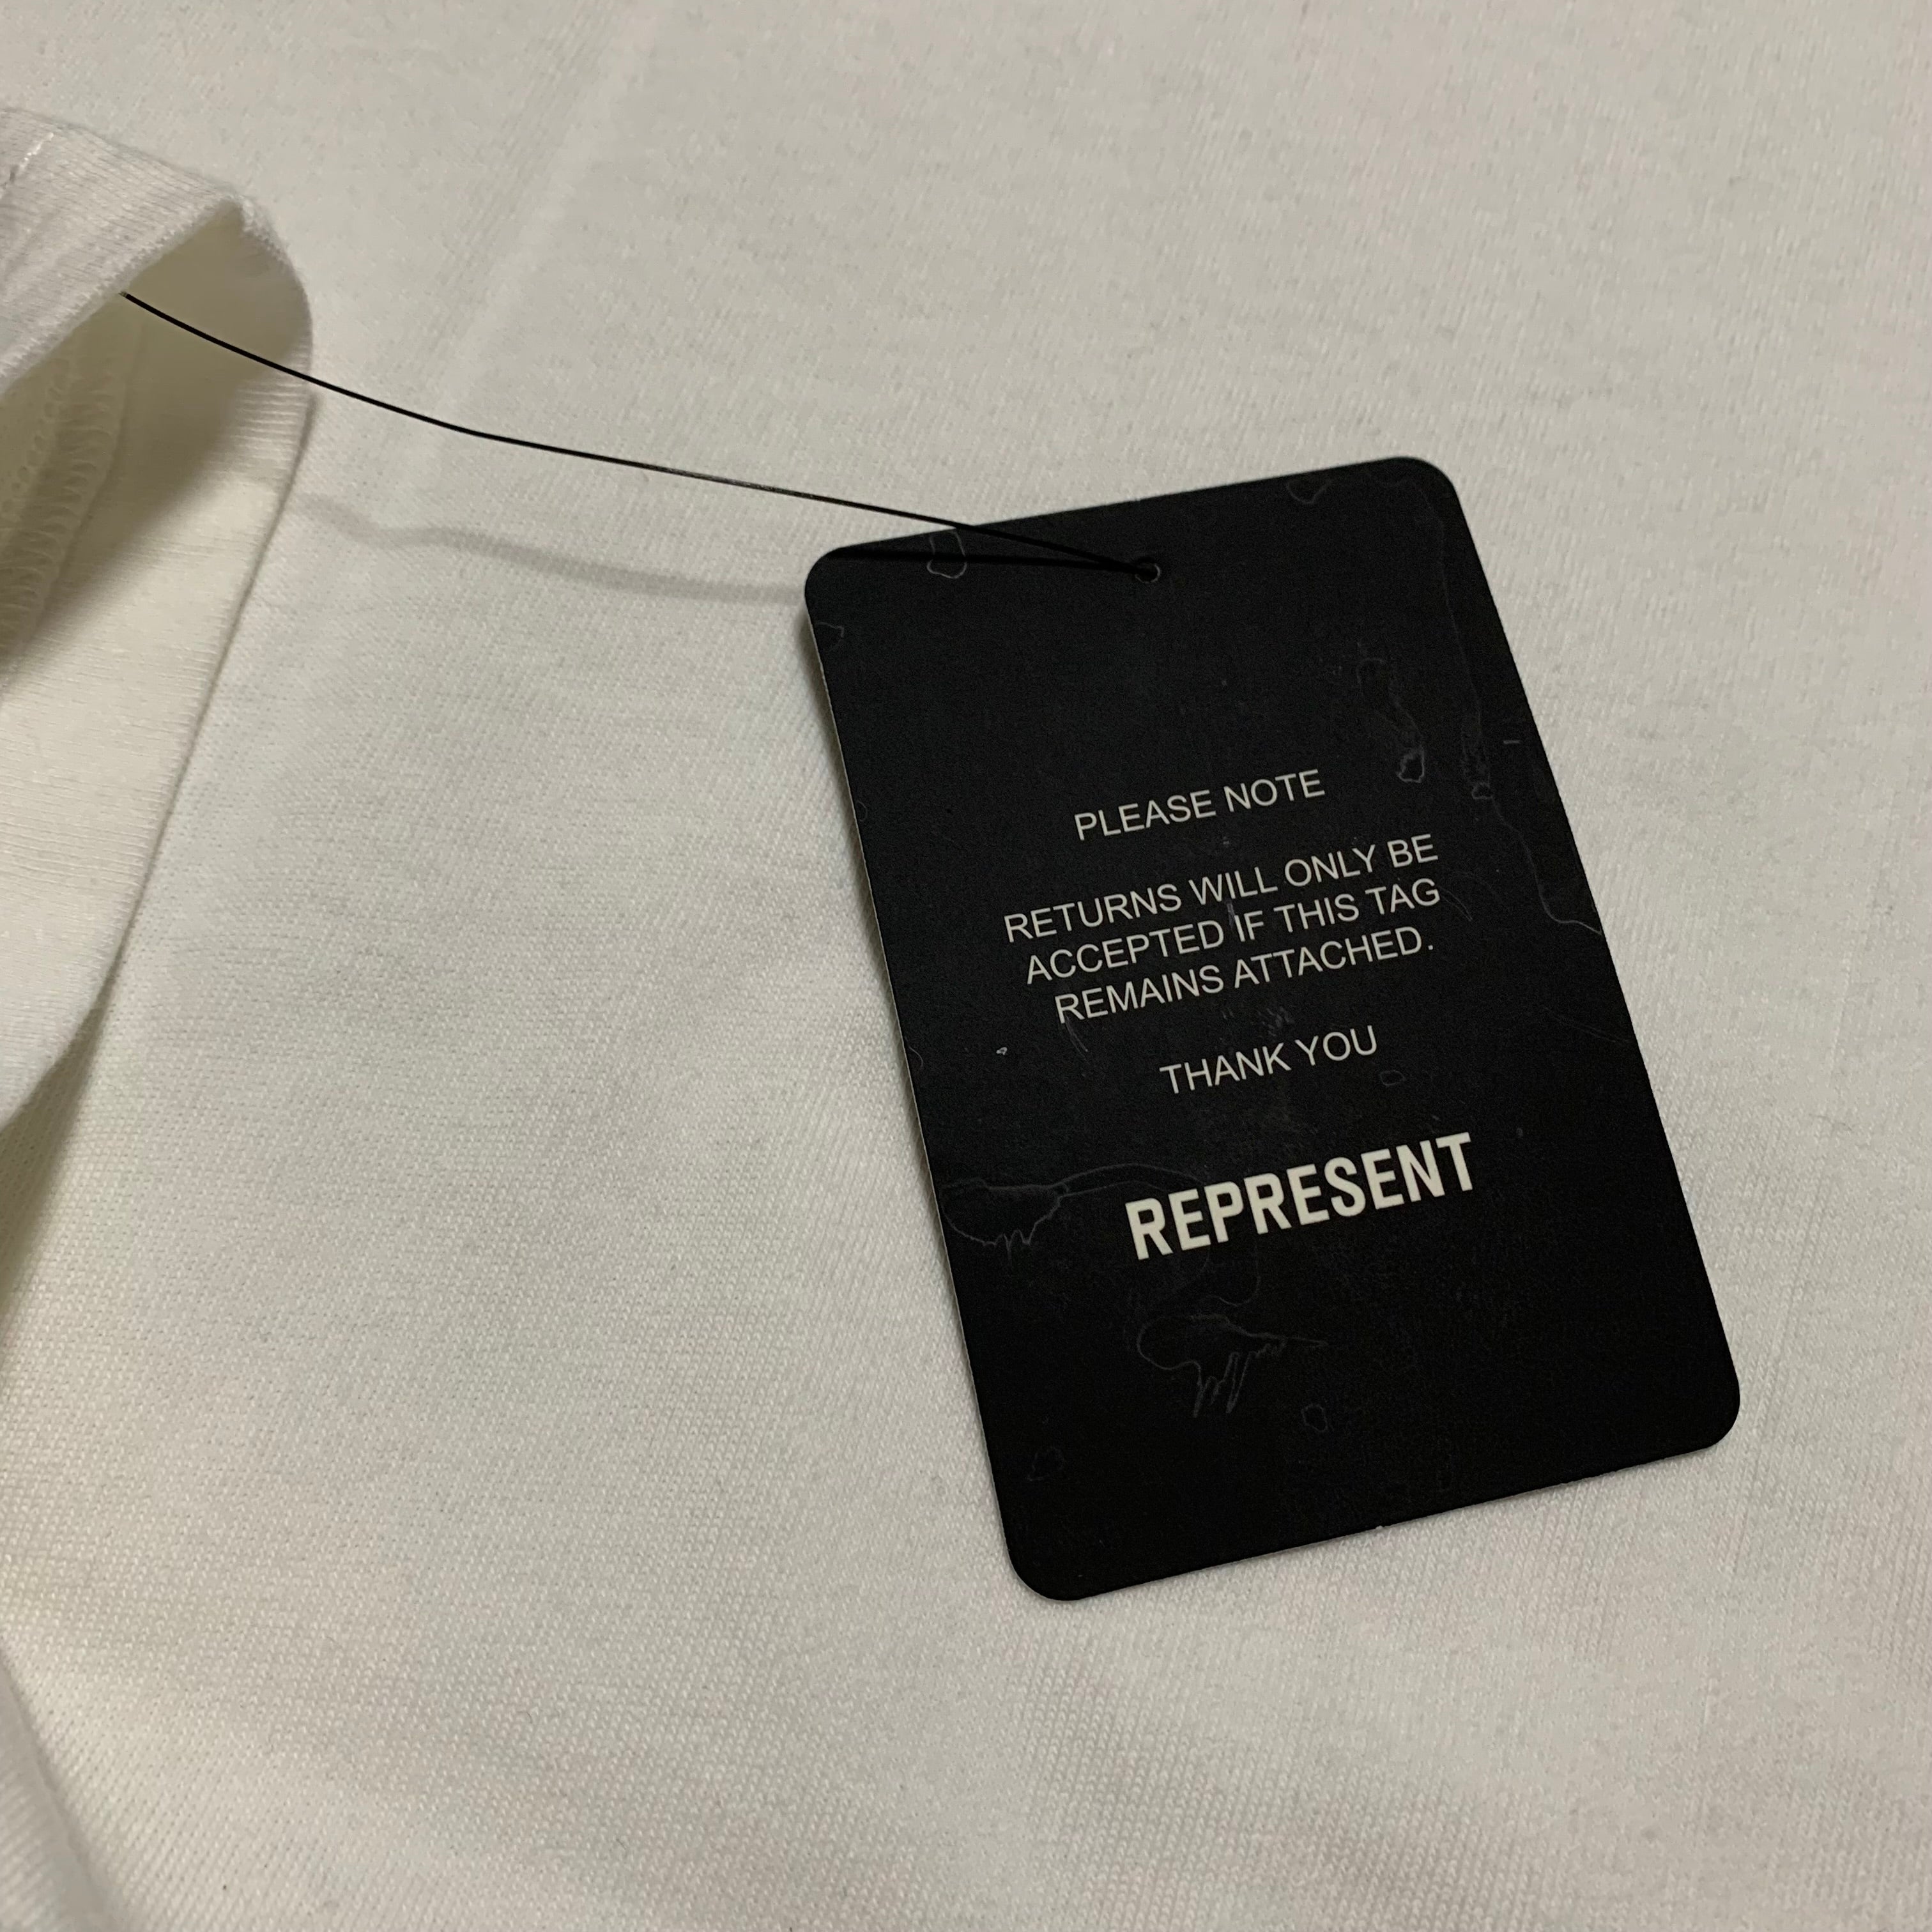 PLEASE NOTE
RETURNS WILL ONLY BE
ACCEPTED IF THIS TAG
REMAINS ATTACHED.
THANK YOU
REPRESENT